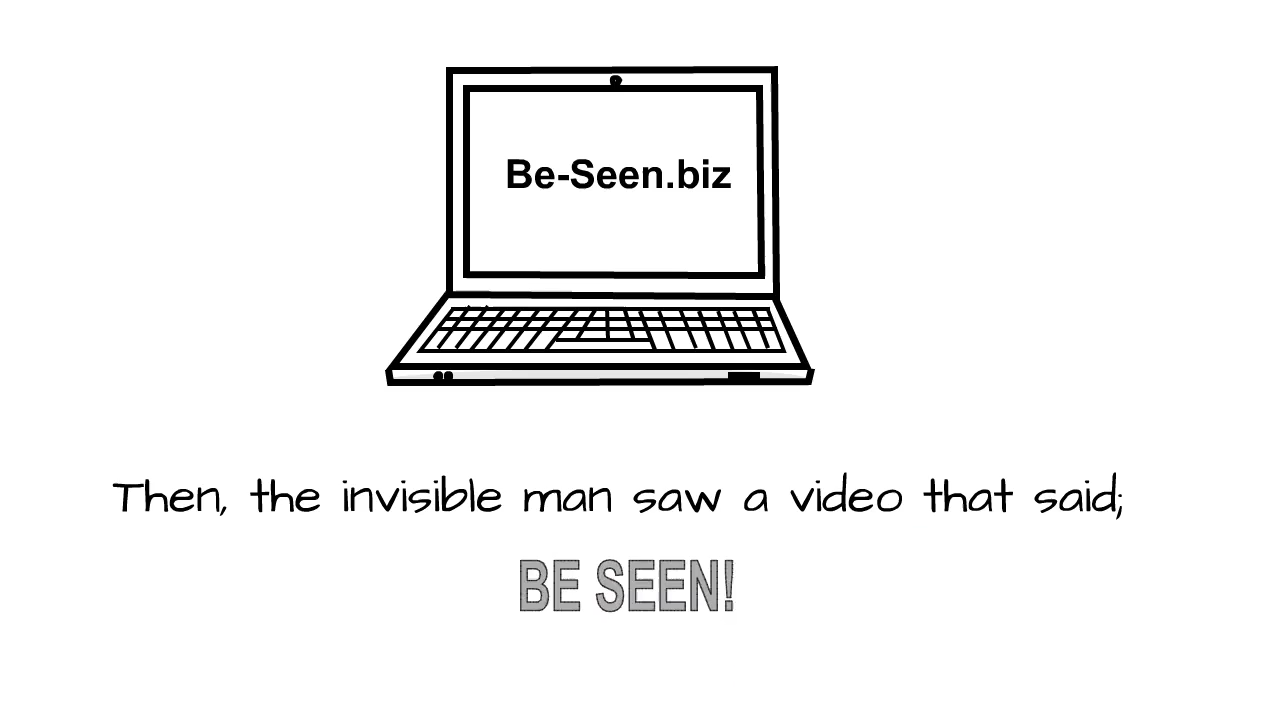 Be-Seen.biz
Then, the invisible man saw a video that said;
BE SEEN!